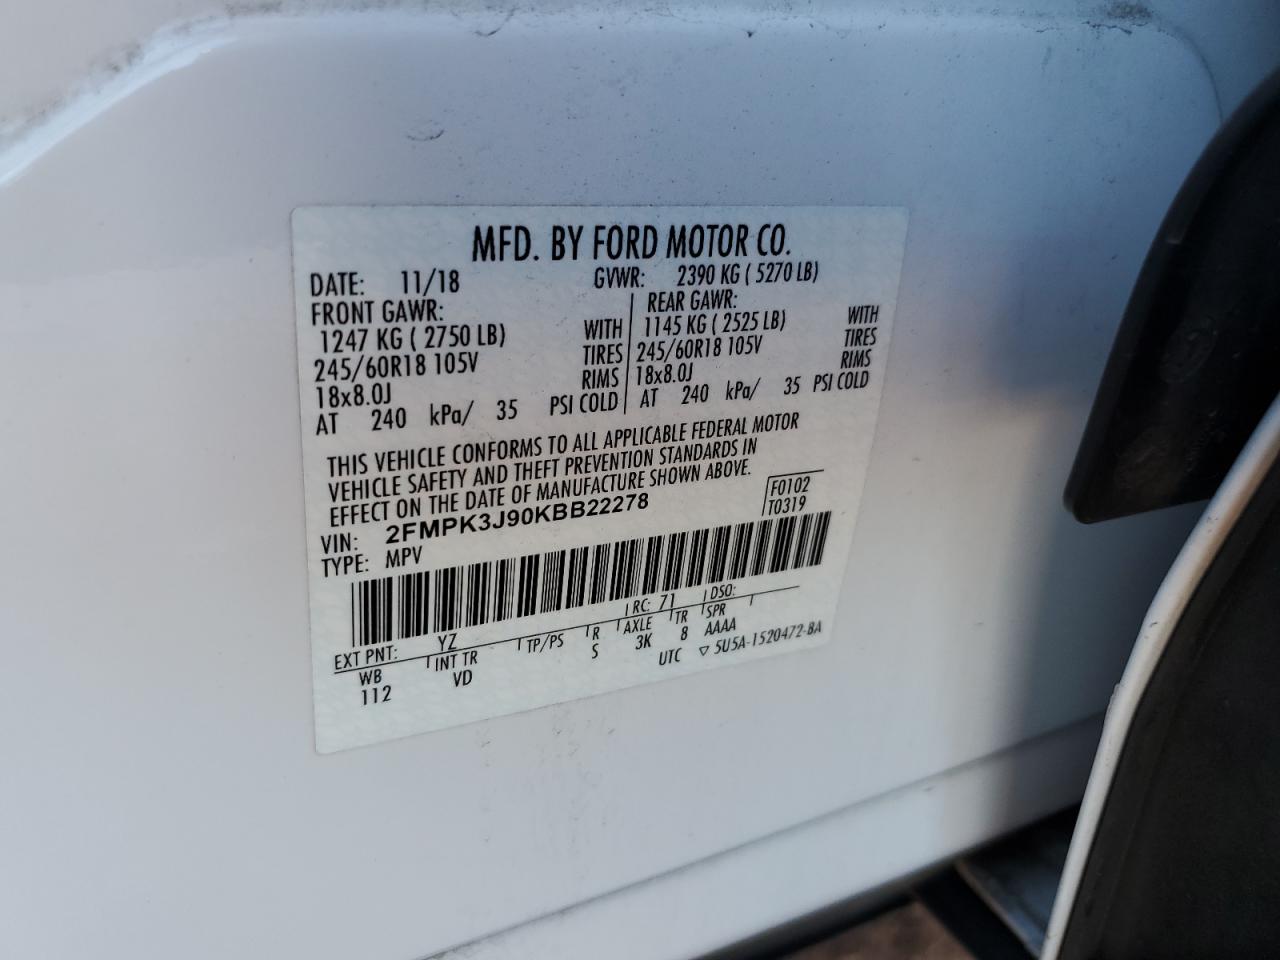 MFD. BY FORD MOTOR CO.
DATE: 11/18 GVWR: 2390 KG ( 5270 LB)
FRONT GAWR: REAR GAWR:
1247 KG ( 2750 LB) WITH 1145 KG ( 2525 LB) WITH
245/60R18 105V TIRES 245/60R18 105V TIRES
18x8.0J RIMS 18x8.0J RIMS
AT 240 kPa/ 35 PSI COLD AT 240 kPa/ 35 PSI COLD
THIS VEHICLE CONFORMS TO ALL APPLICABLE FEDERAL MOTOR
VEHICLE SAFETY AND THEFT PREVENTION STANDARDS IN
EFFECT ON THE DATE OF MANUFACTURE SHOWN ABOVE.
VIN: 2FMPK3J90KBB22278 F0102
TYPE: MPV T0319
EXT PNT: YZ RC: 71 DSO:
WB INT TR TP/PS R AXLE TR SPR
112 VD S 3K 8 AAAA
UTC ▽ 5U5A-1520472-BA